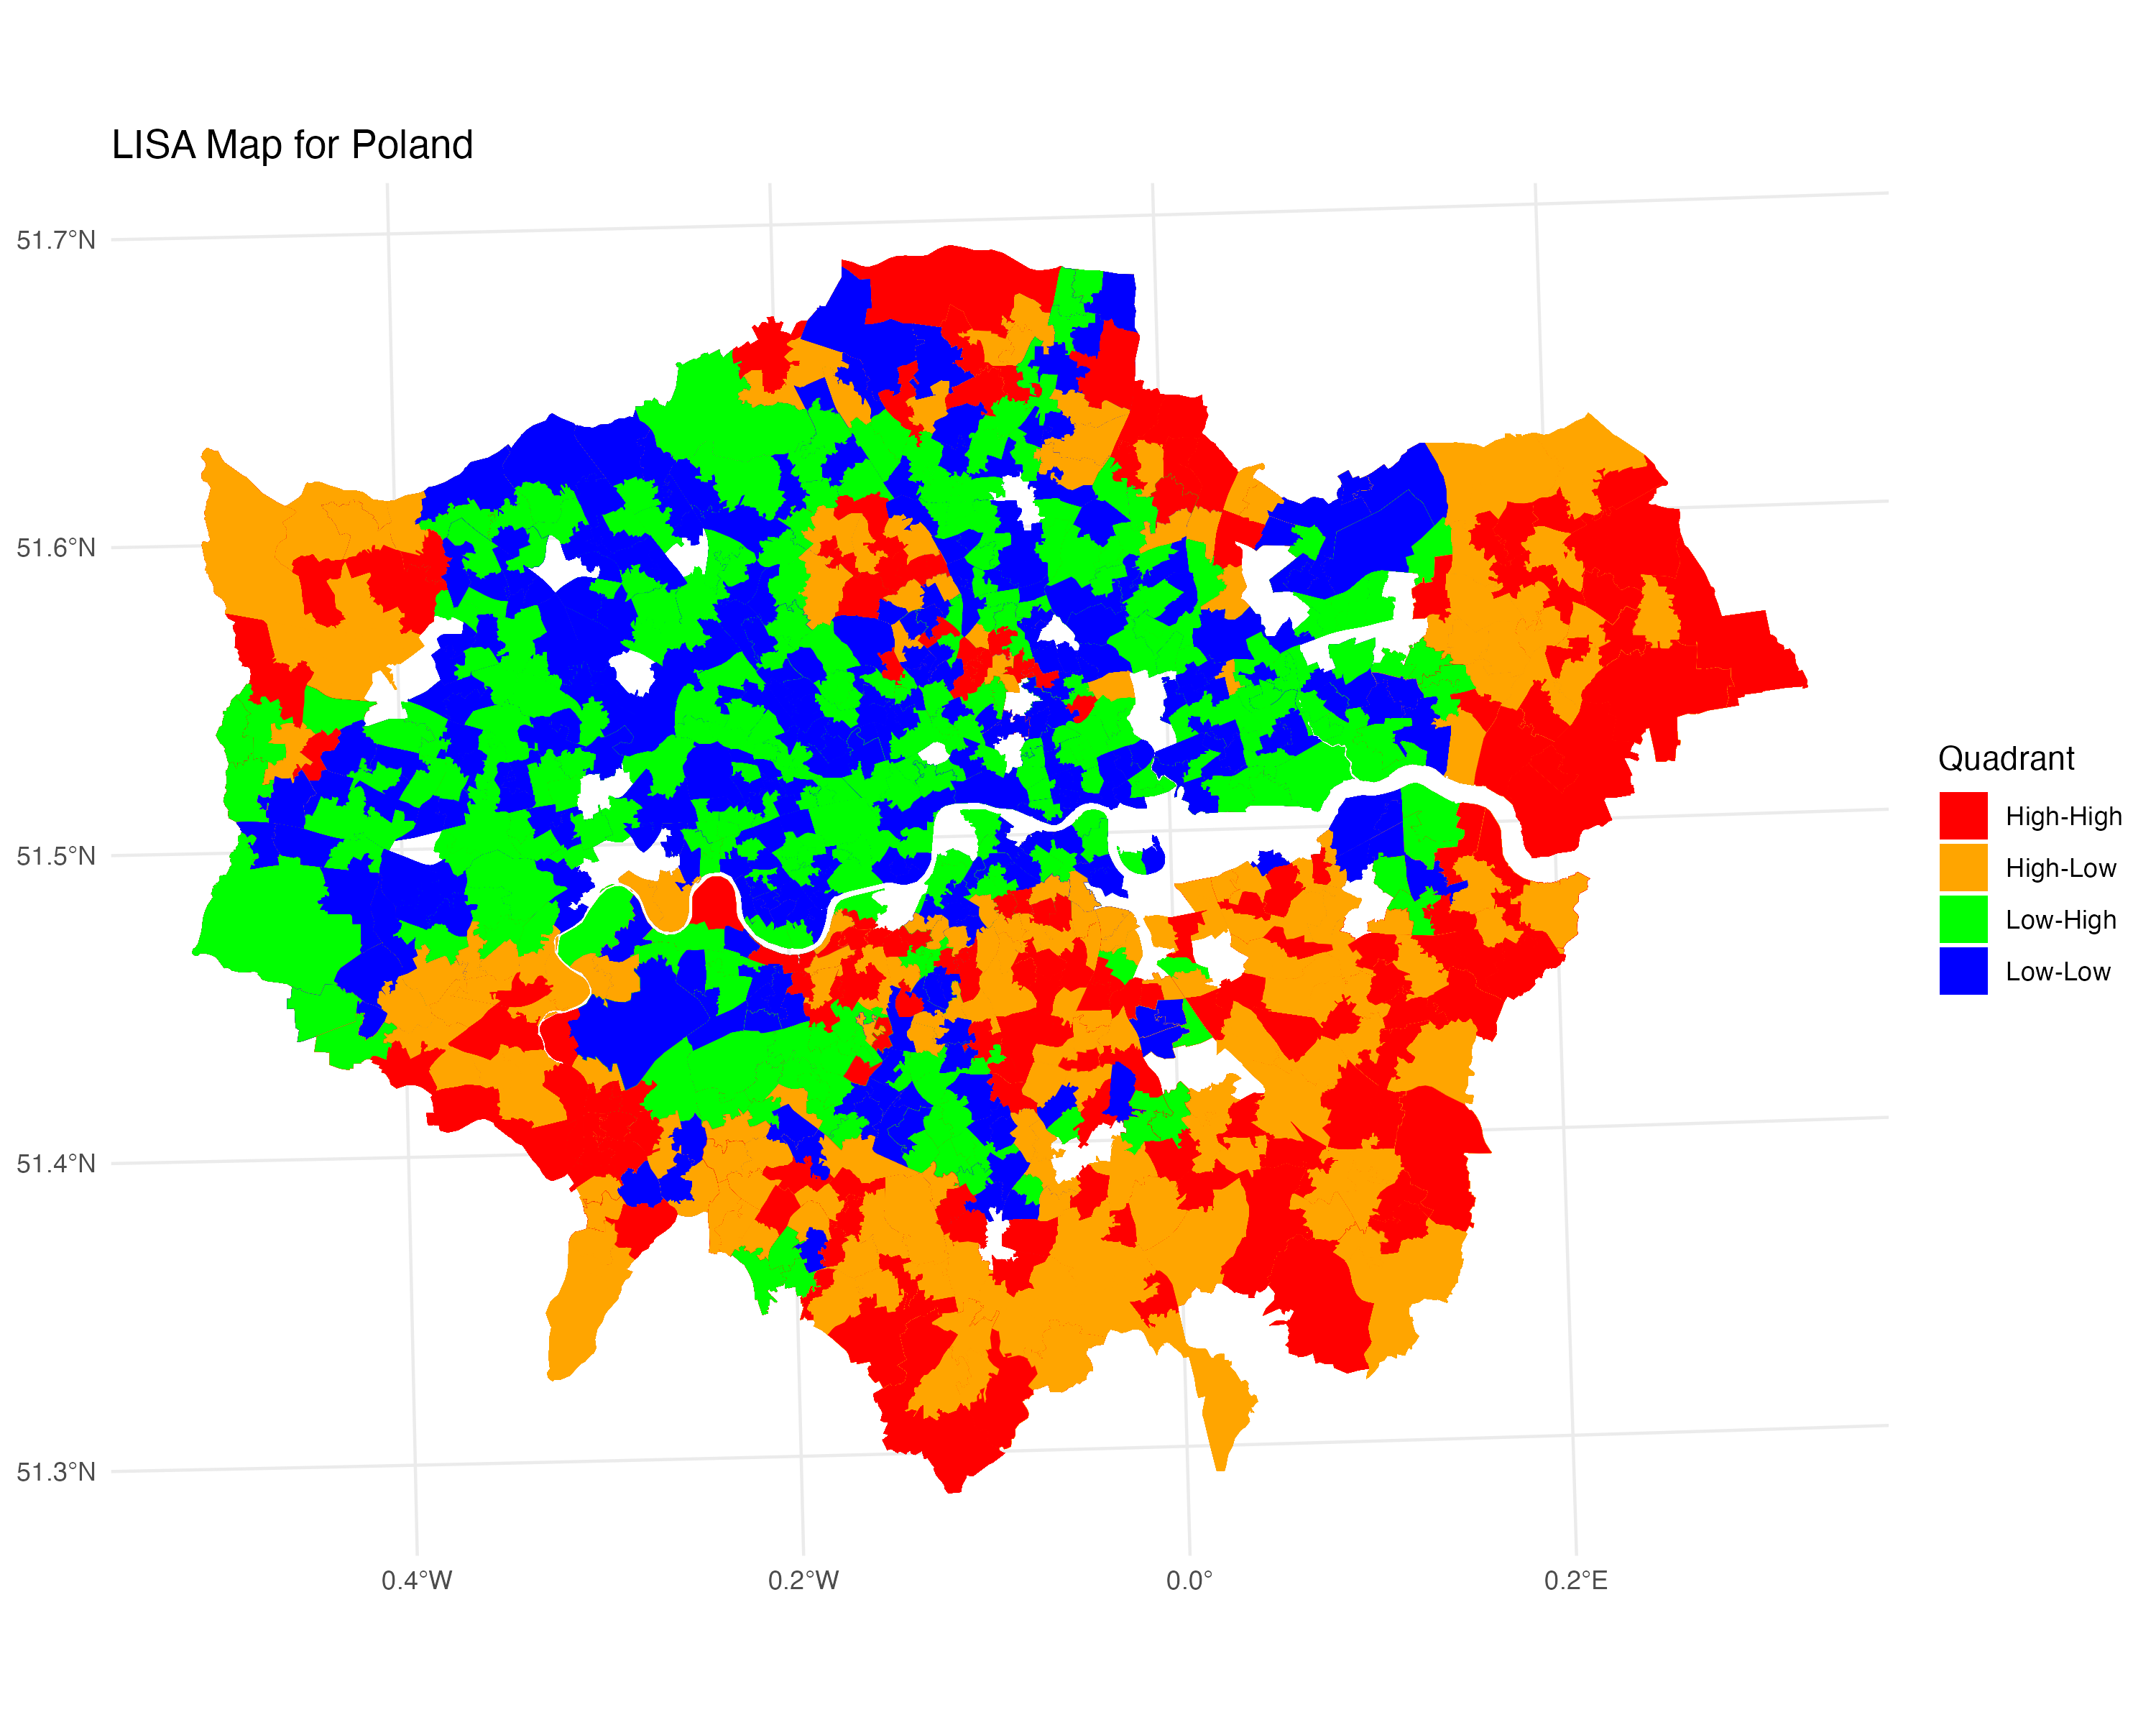 LISA Map for Poland
51.7°N
51.6°N
51.5°N
51.4°N
51.3°N
0.4°W
0.2°W
0.0°
0.2°E
Quadrant
High-High
High-Low
Low-High
Low-Low